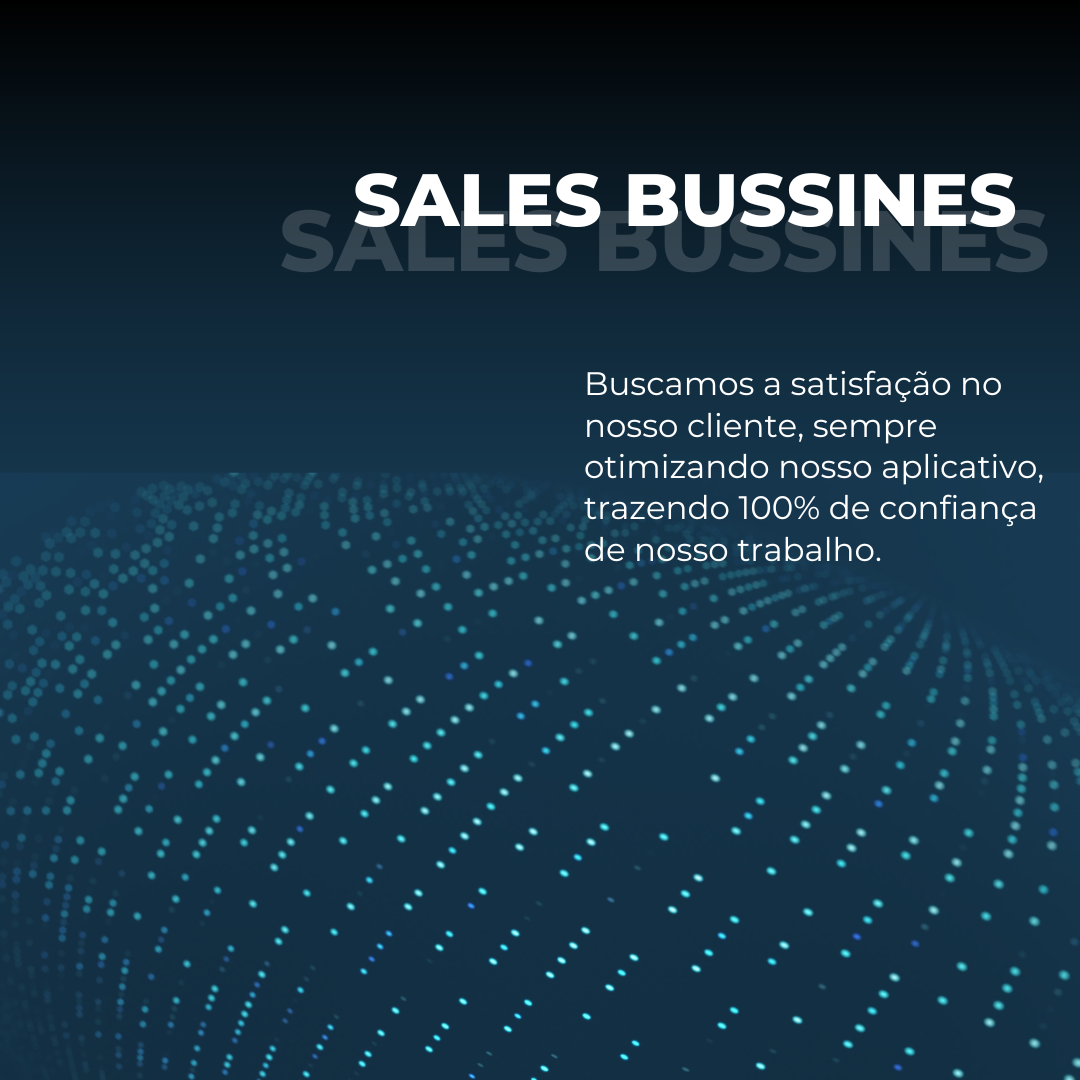 SALES BUSSINES
SALES BUSSINES
Buscamos a satisfação no
nosso cliente, sempre
otimizando nosso aplicativo,
trazendo 100% de confiança
de nosso trabalho.